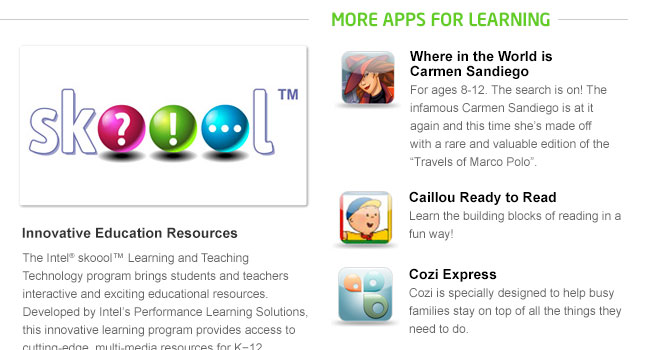 skoool™
Innovative Education Resources
The Intel® skoool™ Learning and Teaching
Technology program brings students and teachers
interactive and exciting educational resources.
Developed by Intel's Performance Learning Solutions,
this innovative learning program provides access to
cutting-edge, multi-media resources for K–12
MORE APPS FOR LEARNING
Where in the World is
Carmen Sandiego
For ages 8-12. The search is on! The
infamous Carmen Sandiego is at it
again and this time she's made off
with a rare and valuable edition of the
“Travels of Marco Polo”.
Caillou Ready to Read
Learn the building blocks of reading in a
fun way!
Cozi Express
Cozi is specially designed to help busy
families stay on top of all the things they
need to do.